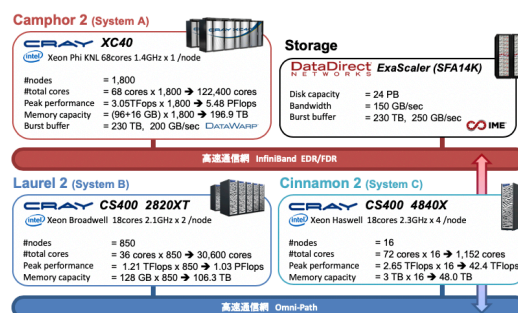 Camphor 2 (System A)
CRAY XC40
intel Xeon Phi KNL 68cores 1.4GHz x 1 /node
#nodes = 1,800
#total cores = 68 cores x 1,800 ➔ 122,400 cores
Peak performance = 3.05TFlops x 1,800 ➔ 5.48 PFlops
Memory capacity = (96+16 GB) x 1,800 ➔ 196.9 TB
Burst buffer = 230 TB, 200 GB/sec DATAWARP
Storage
DataDirect NETWORKS ExaScaler (SFA14K)
Disk capacity = 24 PB
Bandwidth = 150 GB/sec
Burst buffer = 230 TB, 250 GB/sec
IME
高速通信網 InfiniBand EDR/FDR
Laurel 2 (System B)
CRAY CS400 2820XT
intel Xeon Broadwell 18cores 2.1GHz x 2 /node
#nodes = 850
#total cores = 36 cores x 850 ➔ 30,600 cores
Peak performance = 1.21 TFlops x 850 ➔ 1.03 PFlops
Memory capacity = 128 GB x 850 ➔ 106.3 TB
Cinnamon 2 (System C)
CRAY CS400 4840X
intel Xeon Haswell 18cores 2.3GHz x 4 /node
#nodes = 16
#total cores = 72 cores x 16 ➔ 1,152 cores
Peak performance = 2.65 TFlops x 16 ➔ 42.4 TFlops
Memory capacity = 3 TB x 16 ➔ 48.0 TB
高速通信網 Omni-Path